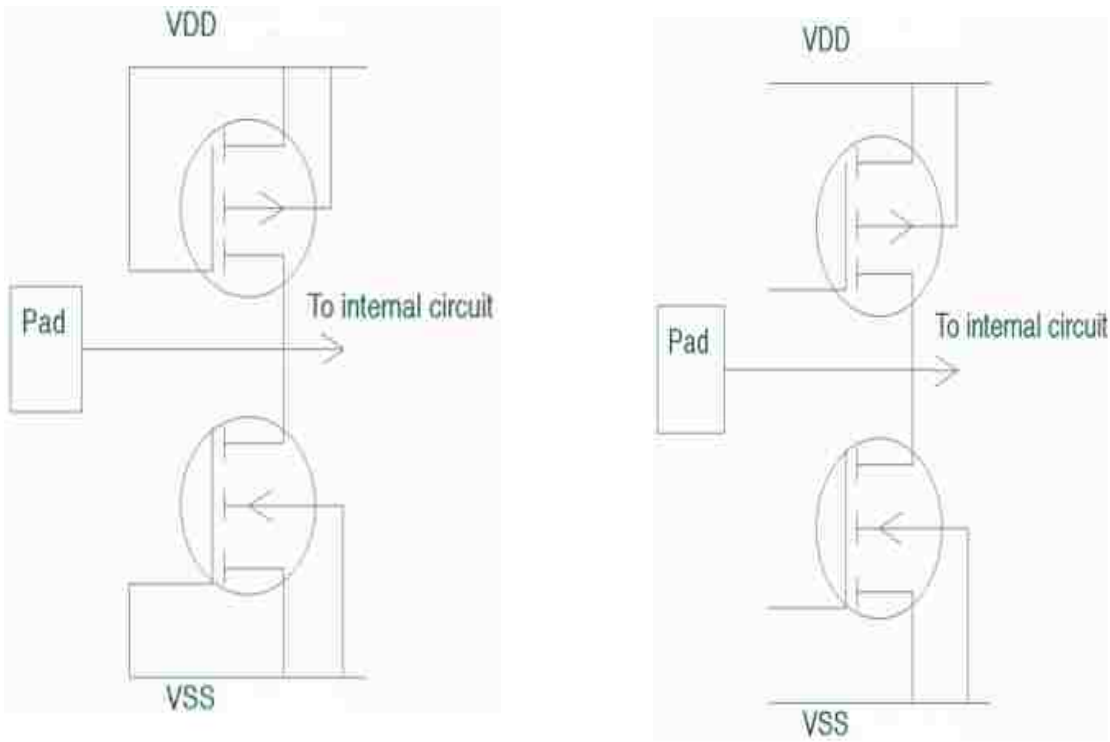 VDD
To internal circuit
Pad
VSS
VDD
To internal circuit
Pad
VSS